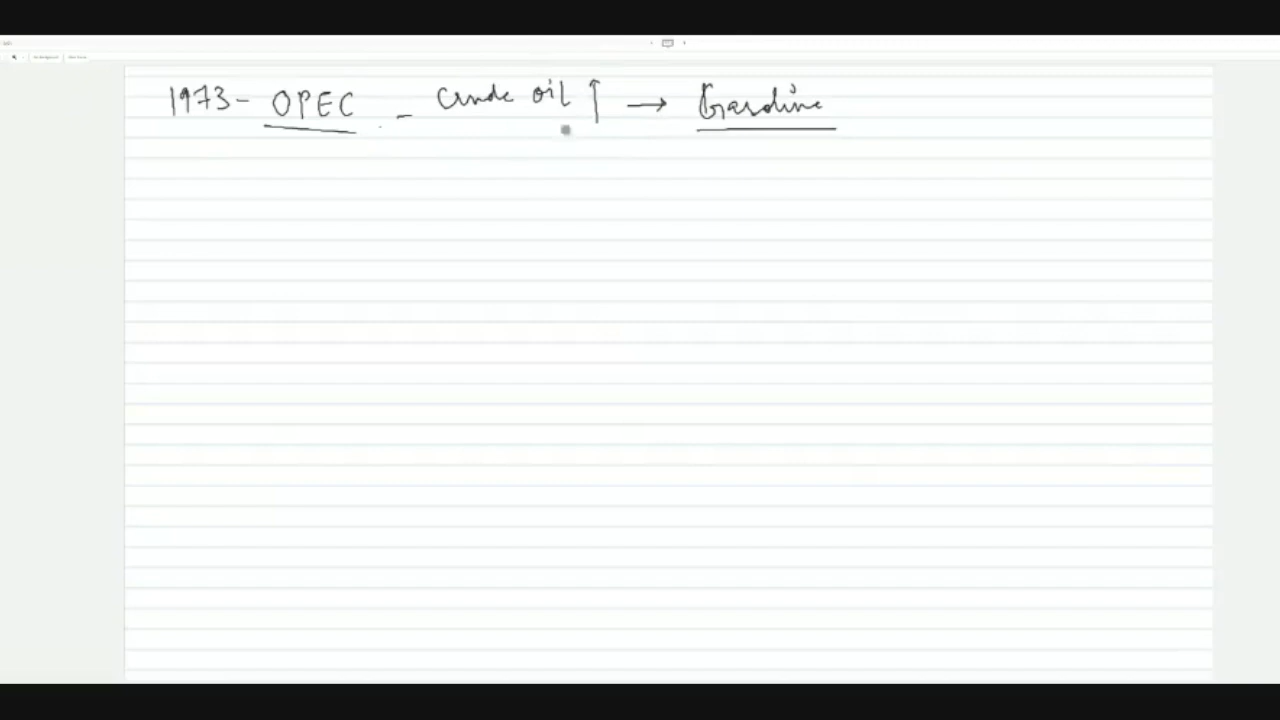 1973 - OPEC - Crude oil ↑ → Gasoline